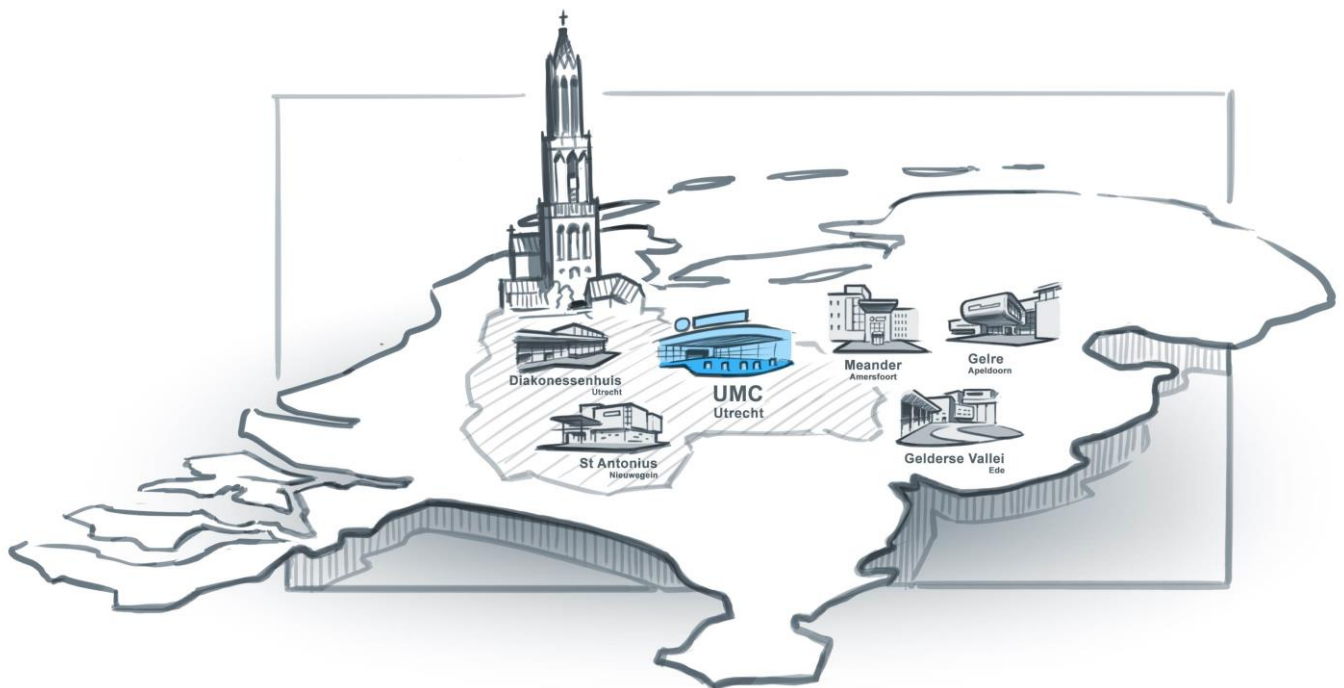 Diakonessenhuis
Utrecht
UMC
Utrecht
Meander
Amersfoort
Gelre
Apeldoorn
St Antonius
Nieuwegein
Gelderse Vallei
Ede